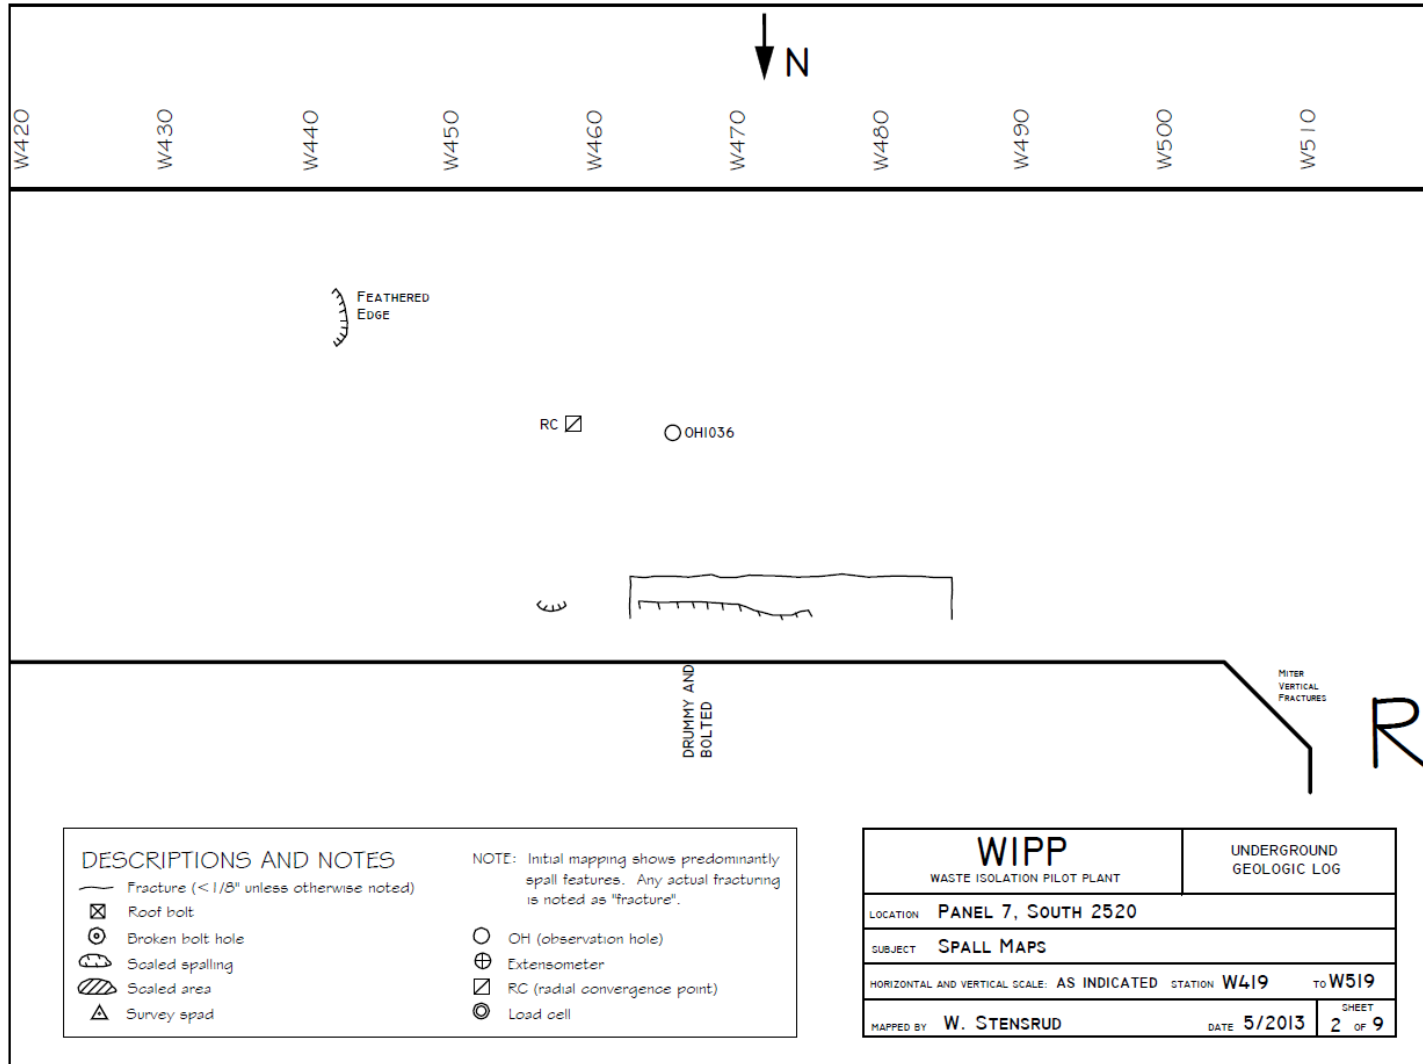 N
W420
W430
W440
W450
W460
W470
W480
W490
W500
W510
FEATHERED
EDGE
RC
OH1036
DRUMMY AND
BOLTED
MITER
VERTICAL
FRACTURES
R
DESCRIPTIONS AND NOTES
Fracture (<1/8" unless otherwise noted)
Roof bolt
Broken bolt hole
Scaled spalling
Scaled area
Survey spad
NOTE: Initial mapping shows predominantly
spall features. Any actual fracturing
is noted as "fracture".
OH (observation hole)
Extensometer
RC (radial convergence point)
Load cell
WIPP
WASTE ISOLATION PILOT PLANT
UNDERGROUND
GEOLOGIC LOG
LOCATION PANEL 7, SOUTH 2520
SUBJECT SPALL MAPS
HORIZONTAL AND VERTICAL SCALE: AS INDICATED STATION W419 TO W519
MAPPED BY W. STENSRUD DATE 5/2013
SHEET
2 OF 9